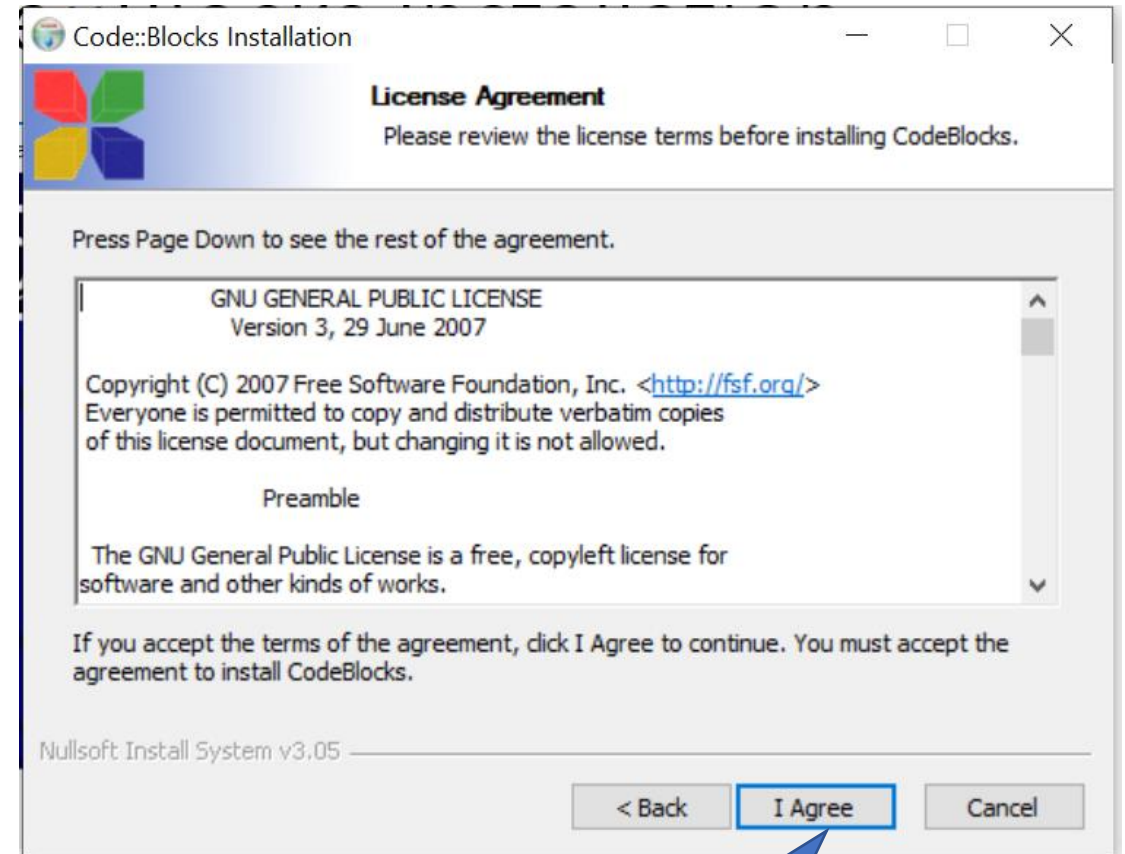 Code::Blocks Installation
License Agreement
Please review the license terms before installing CodeBlocks.
Press Page Down to see the rest of the agreement.
GNU GENERAL PUBLIC LICENSE
Version 3, 29 June 2007
Copyright (C) 2007 Free Software Foundation, Inc. <http://fsf.org/>
Everyone is permitted to copy and distribute verbatim copies
of this license document, but changing it is not allowed.
Preamble
The GNU General Public License is a free, copyleft license for
software and other kinds of works.
If you accept the terms of the agreement, click I Agree to continue. You must accept the
agreement to install CodeBlocks.
Nullsoft Install System v3.05
< Back
I Agree
Cancel